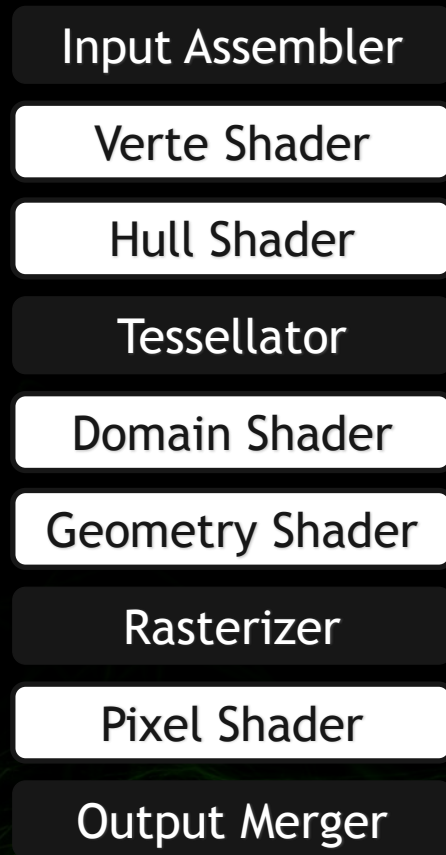 Input Assembler
Verte Shader
Hull Shader
Tessellator
Domain Shader
Geometry Shader
Rasterizer
Pixel Shader
Output Merger